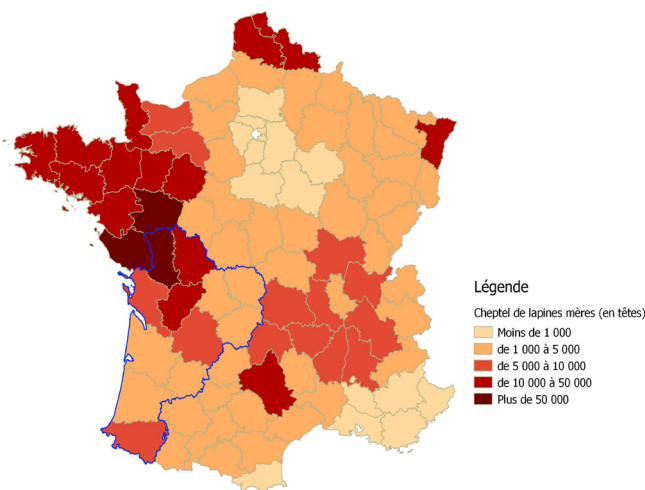 Légende
Cheptel de lapines mères (en têtes)
Moins de 1 000
de 1 000 à 5 000
de 5 000 à 10 000
de 10 000 à 50 000
Plus de 50 000